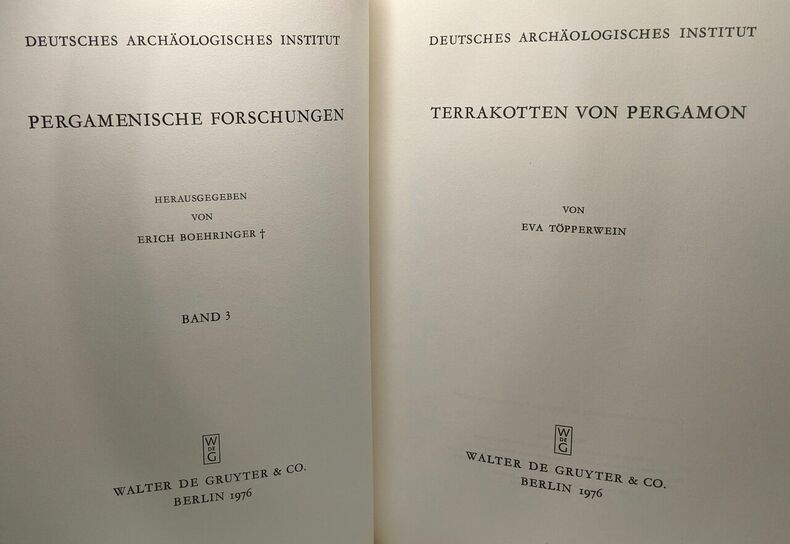 DEUTSCHES ARCHÄOLOGISCHES INSTITUT
PERGAMENISCHE FORSCHUNGEN
HERAUSGEGEBEN
VON
ERICH BOEHRINGER †
BAND 3
W
DE
G
WALTER DE GRUYTER & CO.
BERLIN 1976
DEUTSCHES ARCHÄOLOGISCHES INSTITUT
TERRAKOTTEN VON PERGAMON
VON
EVA TÖPPERWEIN
W
DE
G
WALTER DE GRUYTER & CO.
BERLIN 1976